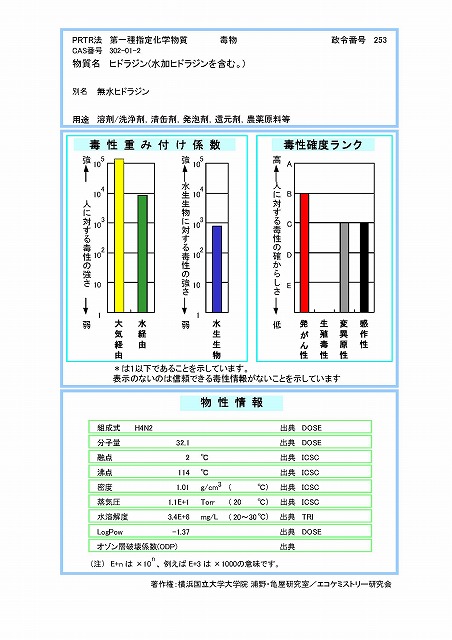 PRTR法 第一種指定化学物質 毒物 政令番号 253
CAS番号 302-01-2
物質名 ヒドラジン(水加ヒドラジンを含む。)
別名 無水ヒドラジン
用途 溶剤/洗浄剤, 清缶剤, 発泡剤, 還元剤, 農薬原料等
毒性重み付け係数
強
人に対する毒性の強さ
弱
10^5
10^4
10^3
10^2
10
1
大気経由
水経由
強
水生生物に対する毒性の強さ
弱
10^5
10^4
10^3
10^2
10
1
水生生物
毒性確度ランク
高
人に対する毒性の確からしさ
低
A
B
C
D
E
発がん性
生殖毒性
変異原性
感作性
*は1以下であることを示しています。
表示のないのは信頼できる毒性情報がないことを示しています
物性情報
組成式 H4N2 出典 DOSE
分子量 32.1 出典 DOSE
融点 2 ℃ 出典 ICSC
沸点 114 ℃ 出典 ICSC
密度 1.01 g/cm3 ( ℃) 出典 ICSC
蒸気圧 1.1E+1 Torr (20 ℃) 出典 ICSC
水溶解度 3.4E+6 mg/L (20~30℃) 出典 TRI
LogPow -1.37 出典 DOSE
オゾン層破壊係数(ODP) 出典
(注) E+n は ×10^n、例えば E+3 は ×1000の意味です。
著作権:横浜国立大学大学院 浦野・亀屋研究室/エコケミストリー研究会